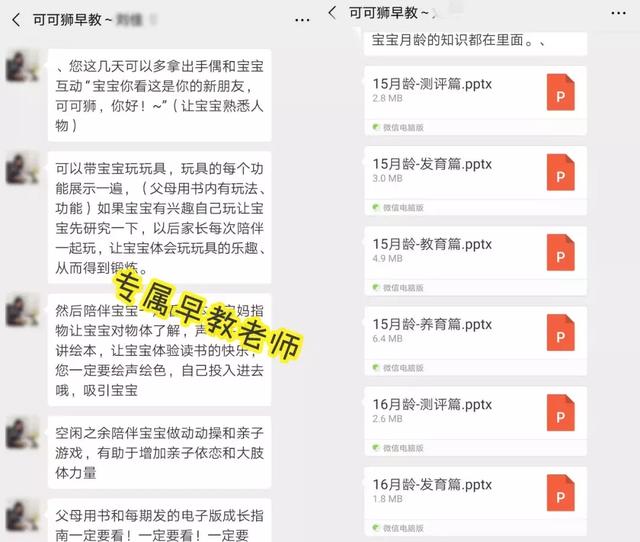 可可狮早教~
、您这几天可以多拿出手偶和宝宝
互动“宝宝你看这是你的新朋友，
可可狮，你好！~”（让宝宝熟悉人
物）
可以带宝宝玩玩具，玩具的每个功
能展示一遍，（父母用书内有玩法、
功能）如果宝宝有兴趣自己玩让宝
宝先研究一下，以后家长每次陪伴
一起玩，让宝宝体会玩玩具的乐趣、
从而得到锻炼。
然后陪伴宝宝一 宝妈指
物让宝宝对物体了解，声
讲绘本，让宝宝体验读书的快乐，
您一定要绘声绘色，自己投入进去
哦，吸引宝宝
空闲之余陪伴宝宝做动动操和亲子
游戏，有助于增加亲子依恋和大肢
体力量
父母用书和每期发的电子版成长指
南一定要看！一定要看！一定要
专属早教老师
可可狮早教~
宝宝月龄的知识都在里面。、
15月龄-测评篇.pptx
2.8 MB
P
微信电脑版
15月龄-发育篇.pptx
3.0 MB
P
微信电脑版
15月龄-教育篇.pptx
4.9 MB
P
微信电脑版
15月龄-养育篇.pptx
6.4 MB
P
微信电脑版
16月龄-测评篇.pptx
2.6 MB
P
微信电脑版
16月龄-发育篇.pptx
1.8 MB
P
微信电脑版